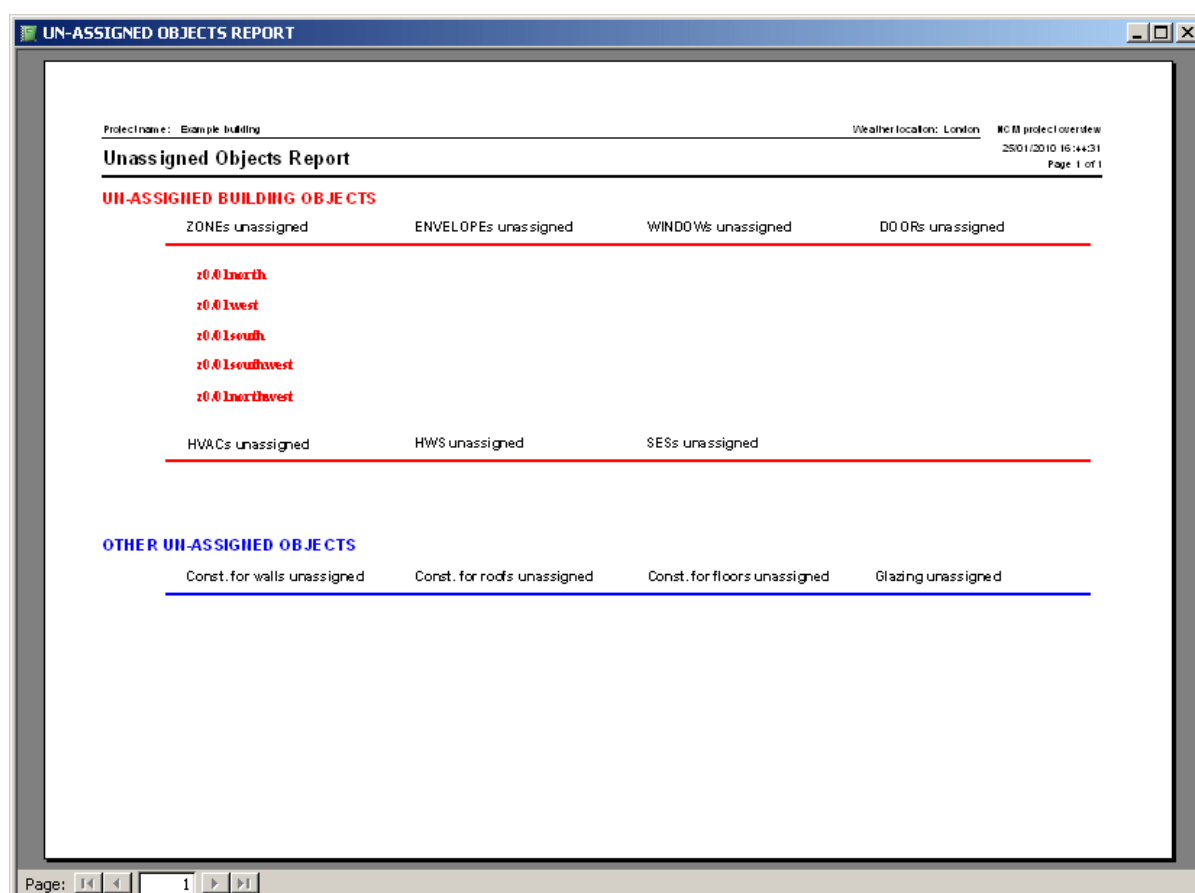 UN-ASSIGNED OBJECTS REPORT
Project name: Example building Weather location: London NCM project overview
25/01/2010 16:44:31
Unassigned Objects Report
Page 1 of 1
UN-ASSIGNED BUILDING OBJECTS
ZONEs unassigned ENVELOPEs unassigned WINDOWs unassigned DOORs unassigned
z0/01north
z0/01west
z0/01south
z0/01southwest
z0/01northwest
HVACs unassigned HWS unassigned SESs unassigned
OTHER UN-ASSIGNED OBJECTS
Const. for walls unassigned Const. for roofs unassigned Const. for floors unassigned Glazing unassigned
Page: 1